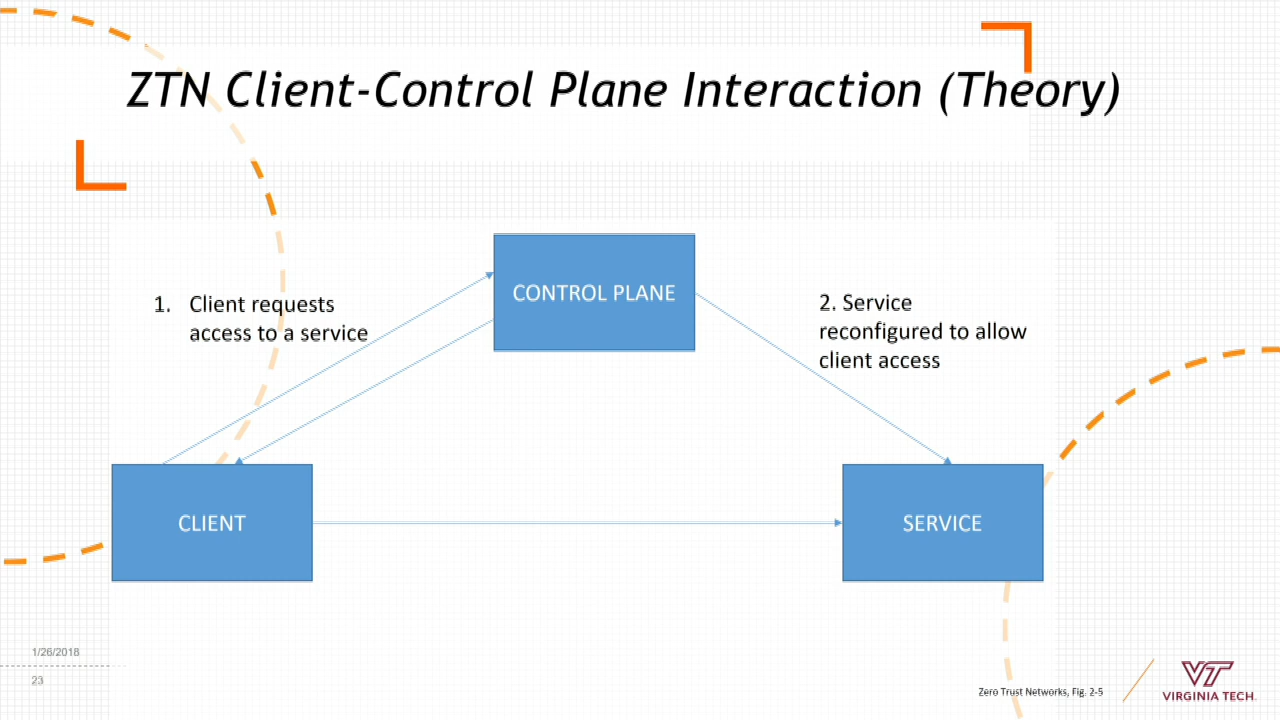 ZTN Client-Control Plane Interaction (Theory)
CONTROL PLANE
1. Client requests
access to a service
2. Service
reconfigured to allow
client access
CLIENT
SERVICE
1/26/2018
23
Zero Trust Networks, Fig. 2-5
VT
VIRGINIA TECH.